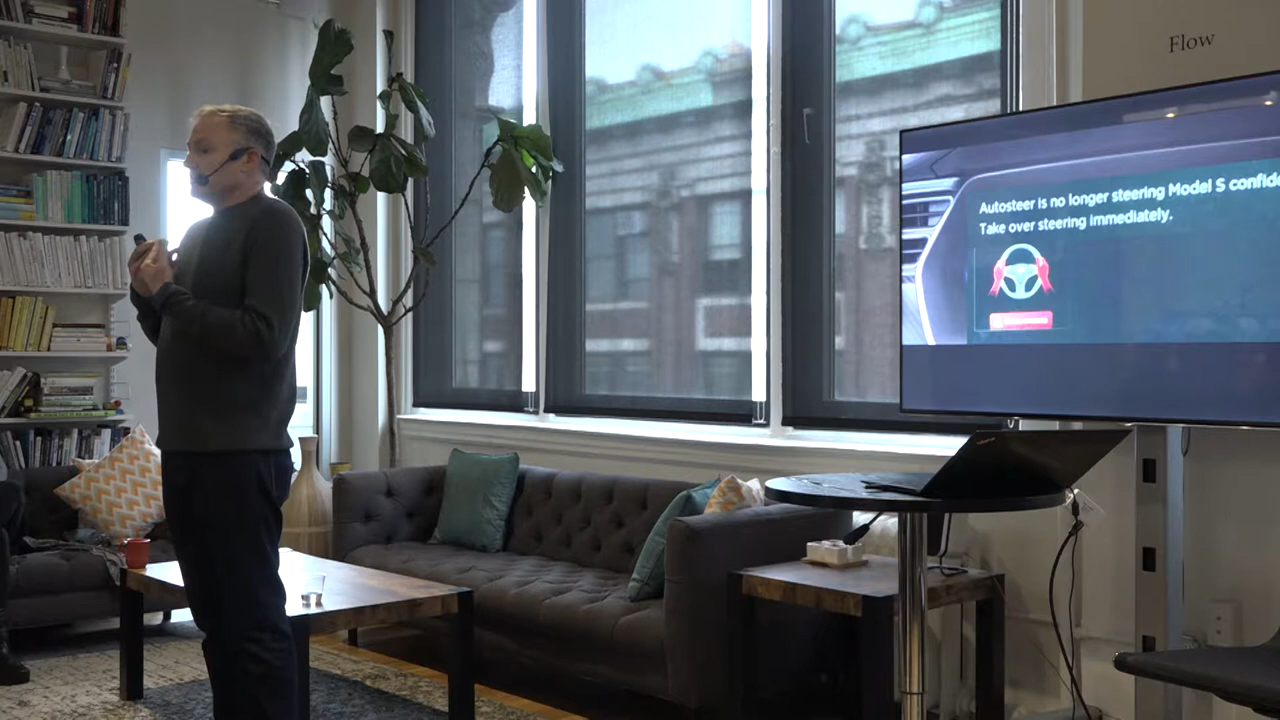 Flow
Autosteer is no longer steering Model S confid
Take over steering immediately.